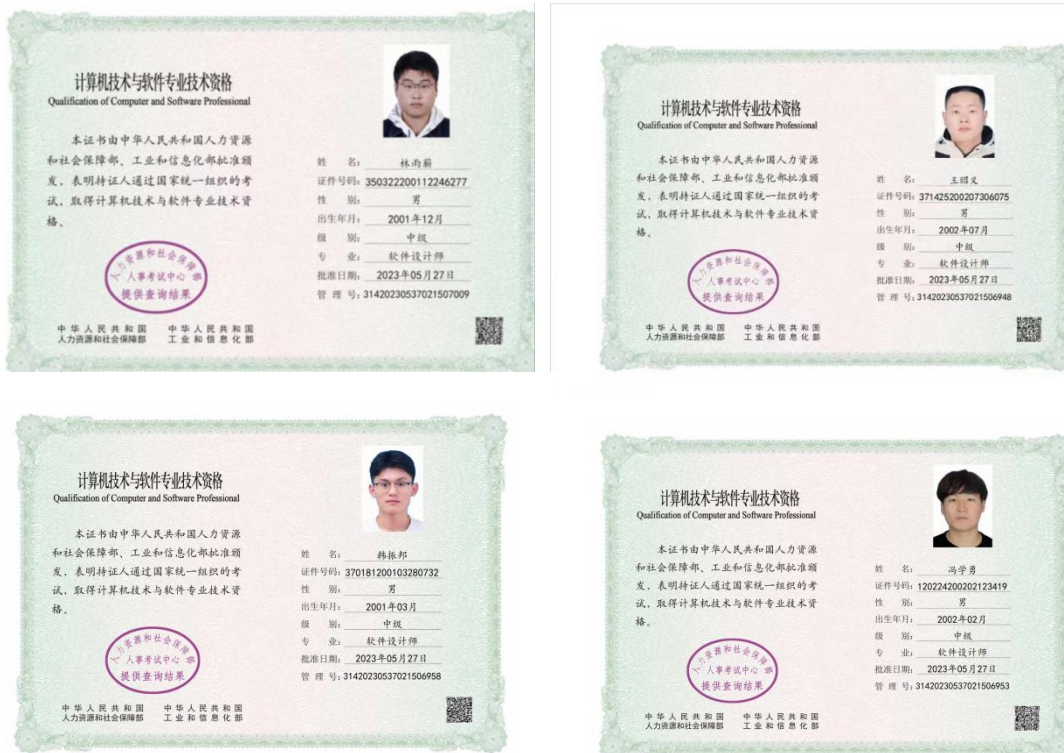 计算机技术与软件专业技术资格
Qualification of Computer and Software Professional
本证书由中华人民共和国人力资源
和社会保障部、工业和信息化部批准颁
发，表明持证人通过国家统一组织的考
试，取得计算机技术与软件专业技术资
格。
姓 名： 林雨薪
证件号码：350322200112246277
性 别： 男
出生年月： 2001年12月
级 别： 中级
专 业： 软件设计师
批准日期： 2023年05月27日
管 理 号：31420230537021507009
人力资源和社会保障部
人事考试中心
提供查询结果
中华人民共和国 中华人民共和国
人力资源和社会保障部 工业和信息化部
计算机技术与软件专业技术资格
Qualification of Computer and Software Professional
本证书由中华人民共和国人力资源
和社会保障部、工业和信息化部批准颁
发，表明持证人通过国家统一组织的考
试，取得计算机技术与软件专业技术资
格。
姓 名： 王昭义
证件号码：371425200207306075
性 别： 男
出生年月： 2002年07月
级 别： 中级
专 业： 软件设计师
批准日期： 2023年05月27日
管 理 号：31420230537021506948
人力资源和社会保障部
人事考试中心
提供查询结果
中华人民共和国 中华人民共和国
人力资源和社会保障部 工业和信息化部
计算机技术与软件专业技术资格
Qualification of Computer and Software Professional
本证书由中华人民共和国人力资源
和社会保障部、工业和信息化部批准颁
发，表明持证人通过国家统一组织的考
试，取得计算机技术与软件专业技术资
格。
姓 名： 韩振邦
证件号码：370181200103280732
性 别： 男
出生年月： 2001年03月
级 别： 中级
专 业： 软件设计师
批准日期： 2023年05月27日
管 理 号：31420230537021506958
人力资源和社会保障部
人事考试中心
提供查询结果
中华人民共和国 中华人民共和国
人力资源和社会保障部 工业和信息化部
计算机技术与软件专业技术资格
Qualification of Computer and Software Professional
本证书由中华人民共和国人力资源
和社会保障部、工业和信息化部批准颁
发，表明持证人通过国家统一组织的考
试，取得计算机技术与软件专业技术资
格。
姓 名： 冯学勇
证件号码：120224200202123419
性 别： 男
出生年月： 2002年02月
级 别： 中级
专 业： 软件设计师
批准日期： 2023年05月27日
管 理 号：31420230537021506953
人力资源和社会保障部
人事考试中心
提供查询结果
中华人民共和国 中华人民共和国
人力资源和社会保障部 工业和信息化部